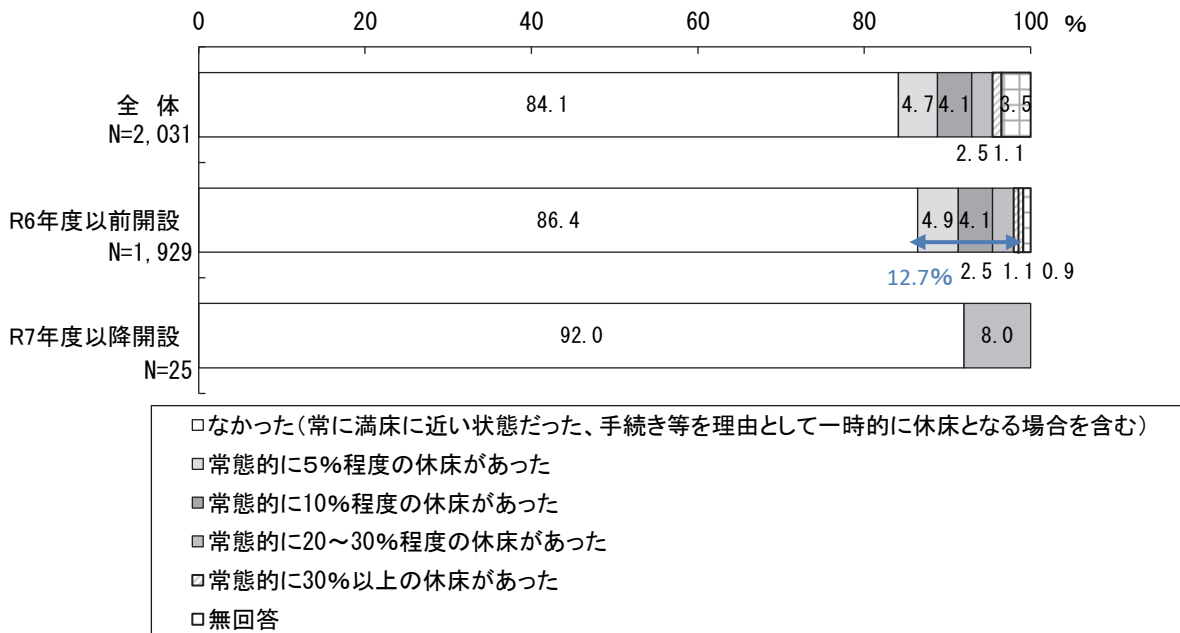 0 20 40 60 80 100 %
全 体
N=2,031
84.1 4.7 4.1 3.5
2.5 1.1
R6年度以前開設
N=1,929
86.4 4.9 4.1
12.7% 2.5 1.1 0.9
R7年度以降開設
N=25
92.0 8.0
なかった(常に満床に近い状態だった、手続き等を理由として一時的に休床となる場合を含む)
常態的に5%程度の休床があった
常態的に10%程度の休床があった
常態的に20~30%程度の休床があった
常態的に30%以上の休床があった
無回答